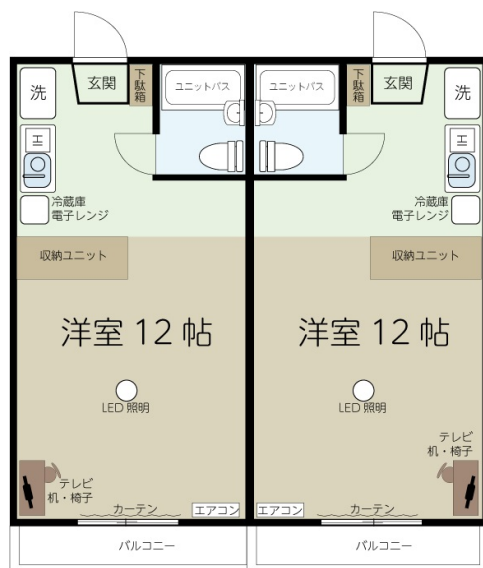 玄関
下駄箱
ユニットバス
洗
IH
冷蔵庫
電子レンジ
収納ユニット
洋室 12 帖
LED 照明
テレビ
机・椅子
カーテン
エアコン
バルコニー
ユニットバス
下駄箱
玄関
洗
IH
冷蔵庫
電子レンジ
収納ユニット
洋室 12 帖
LED 照明
テレビ
机・椅子
エアコン
カーテン
バルコニー